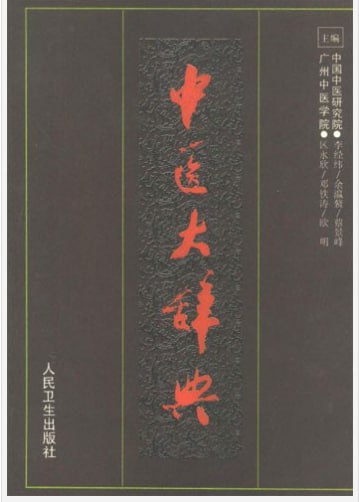 主编
中国中医研究院●李经纬/余瀛鳌/蔡景峰
广州中医学院●区永欣/邓铁涛/欧 明
中医大辞典
人民卫生出版社